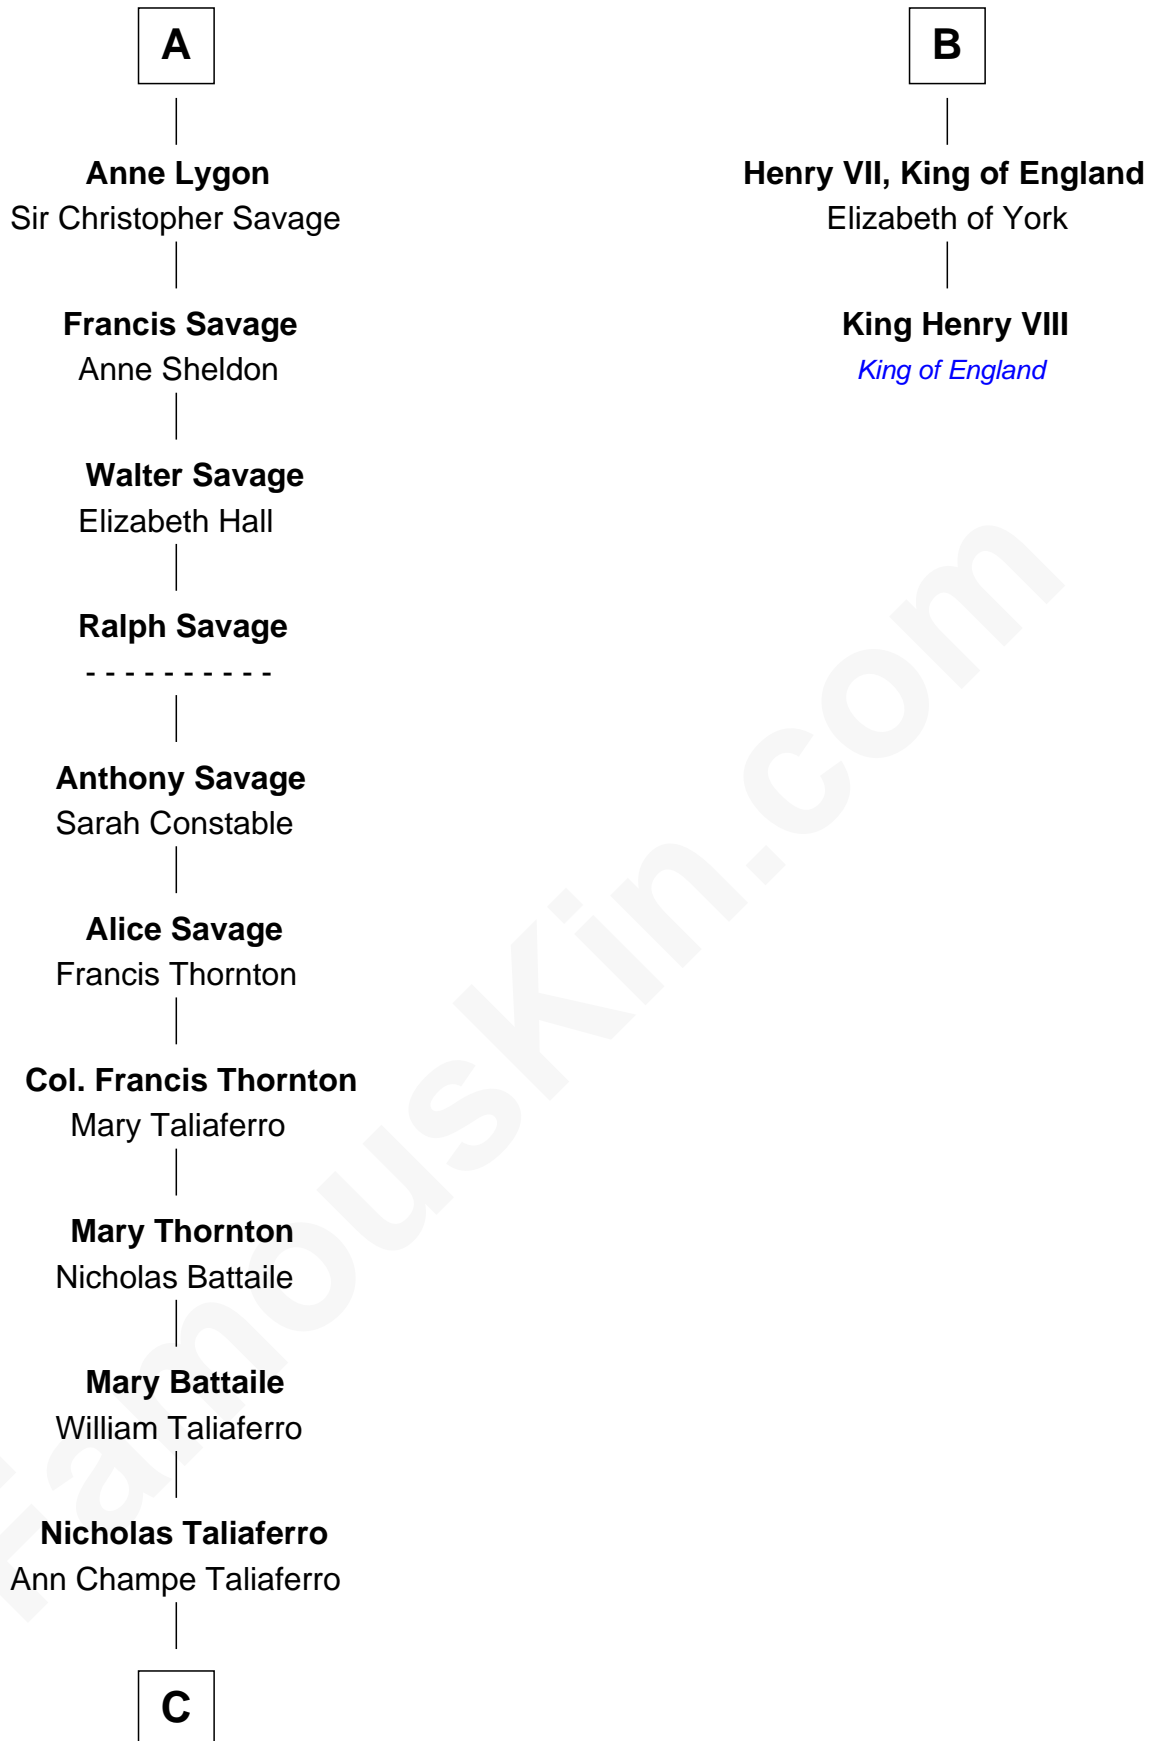 A
Anne Lygon
Sir Christopher Savage
Francis Savage
Anne Sheldon
Walter Savage
Elizabeth Hall
Ralph Savage
- - - - - - - - - -
Anthony Savage
Sarah Constable
Alice Savage
Francis Thornton
Col. Francis Thornton
Mary Taliaferro
Mary Thornton
Nicholas Battaile
Mary Battaile
William Taliaferro
Nicholas Taliaferro
Ann Champe Taliaferro
C
B
Henry VII, King of England
Elizabeth of York
King Henry VIII
King of England
FamousKin.com